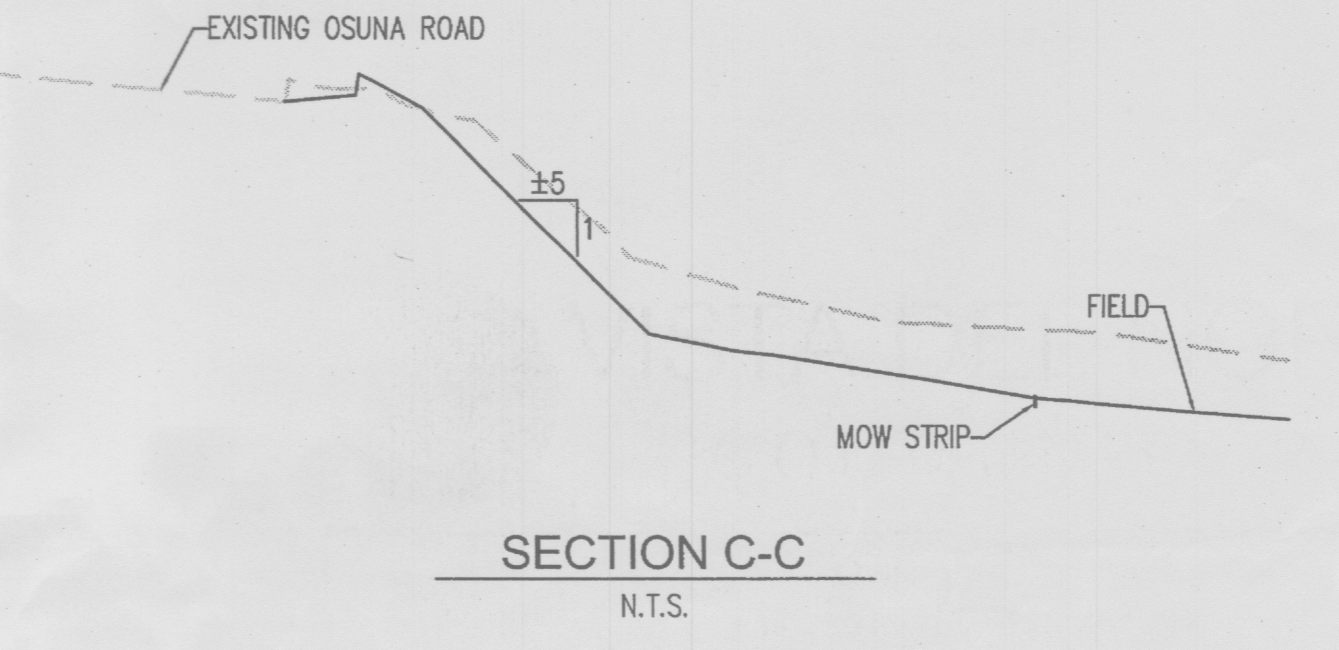 EXISTING OSUNA ROAD
±5
1
FIELD
MOW STRIP
SECTION C-C
N.T.S.